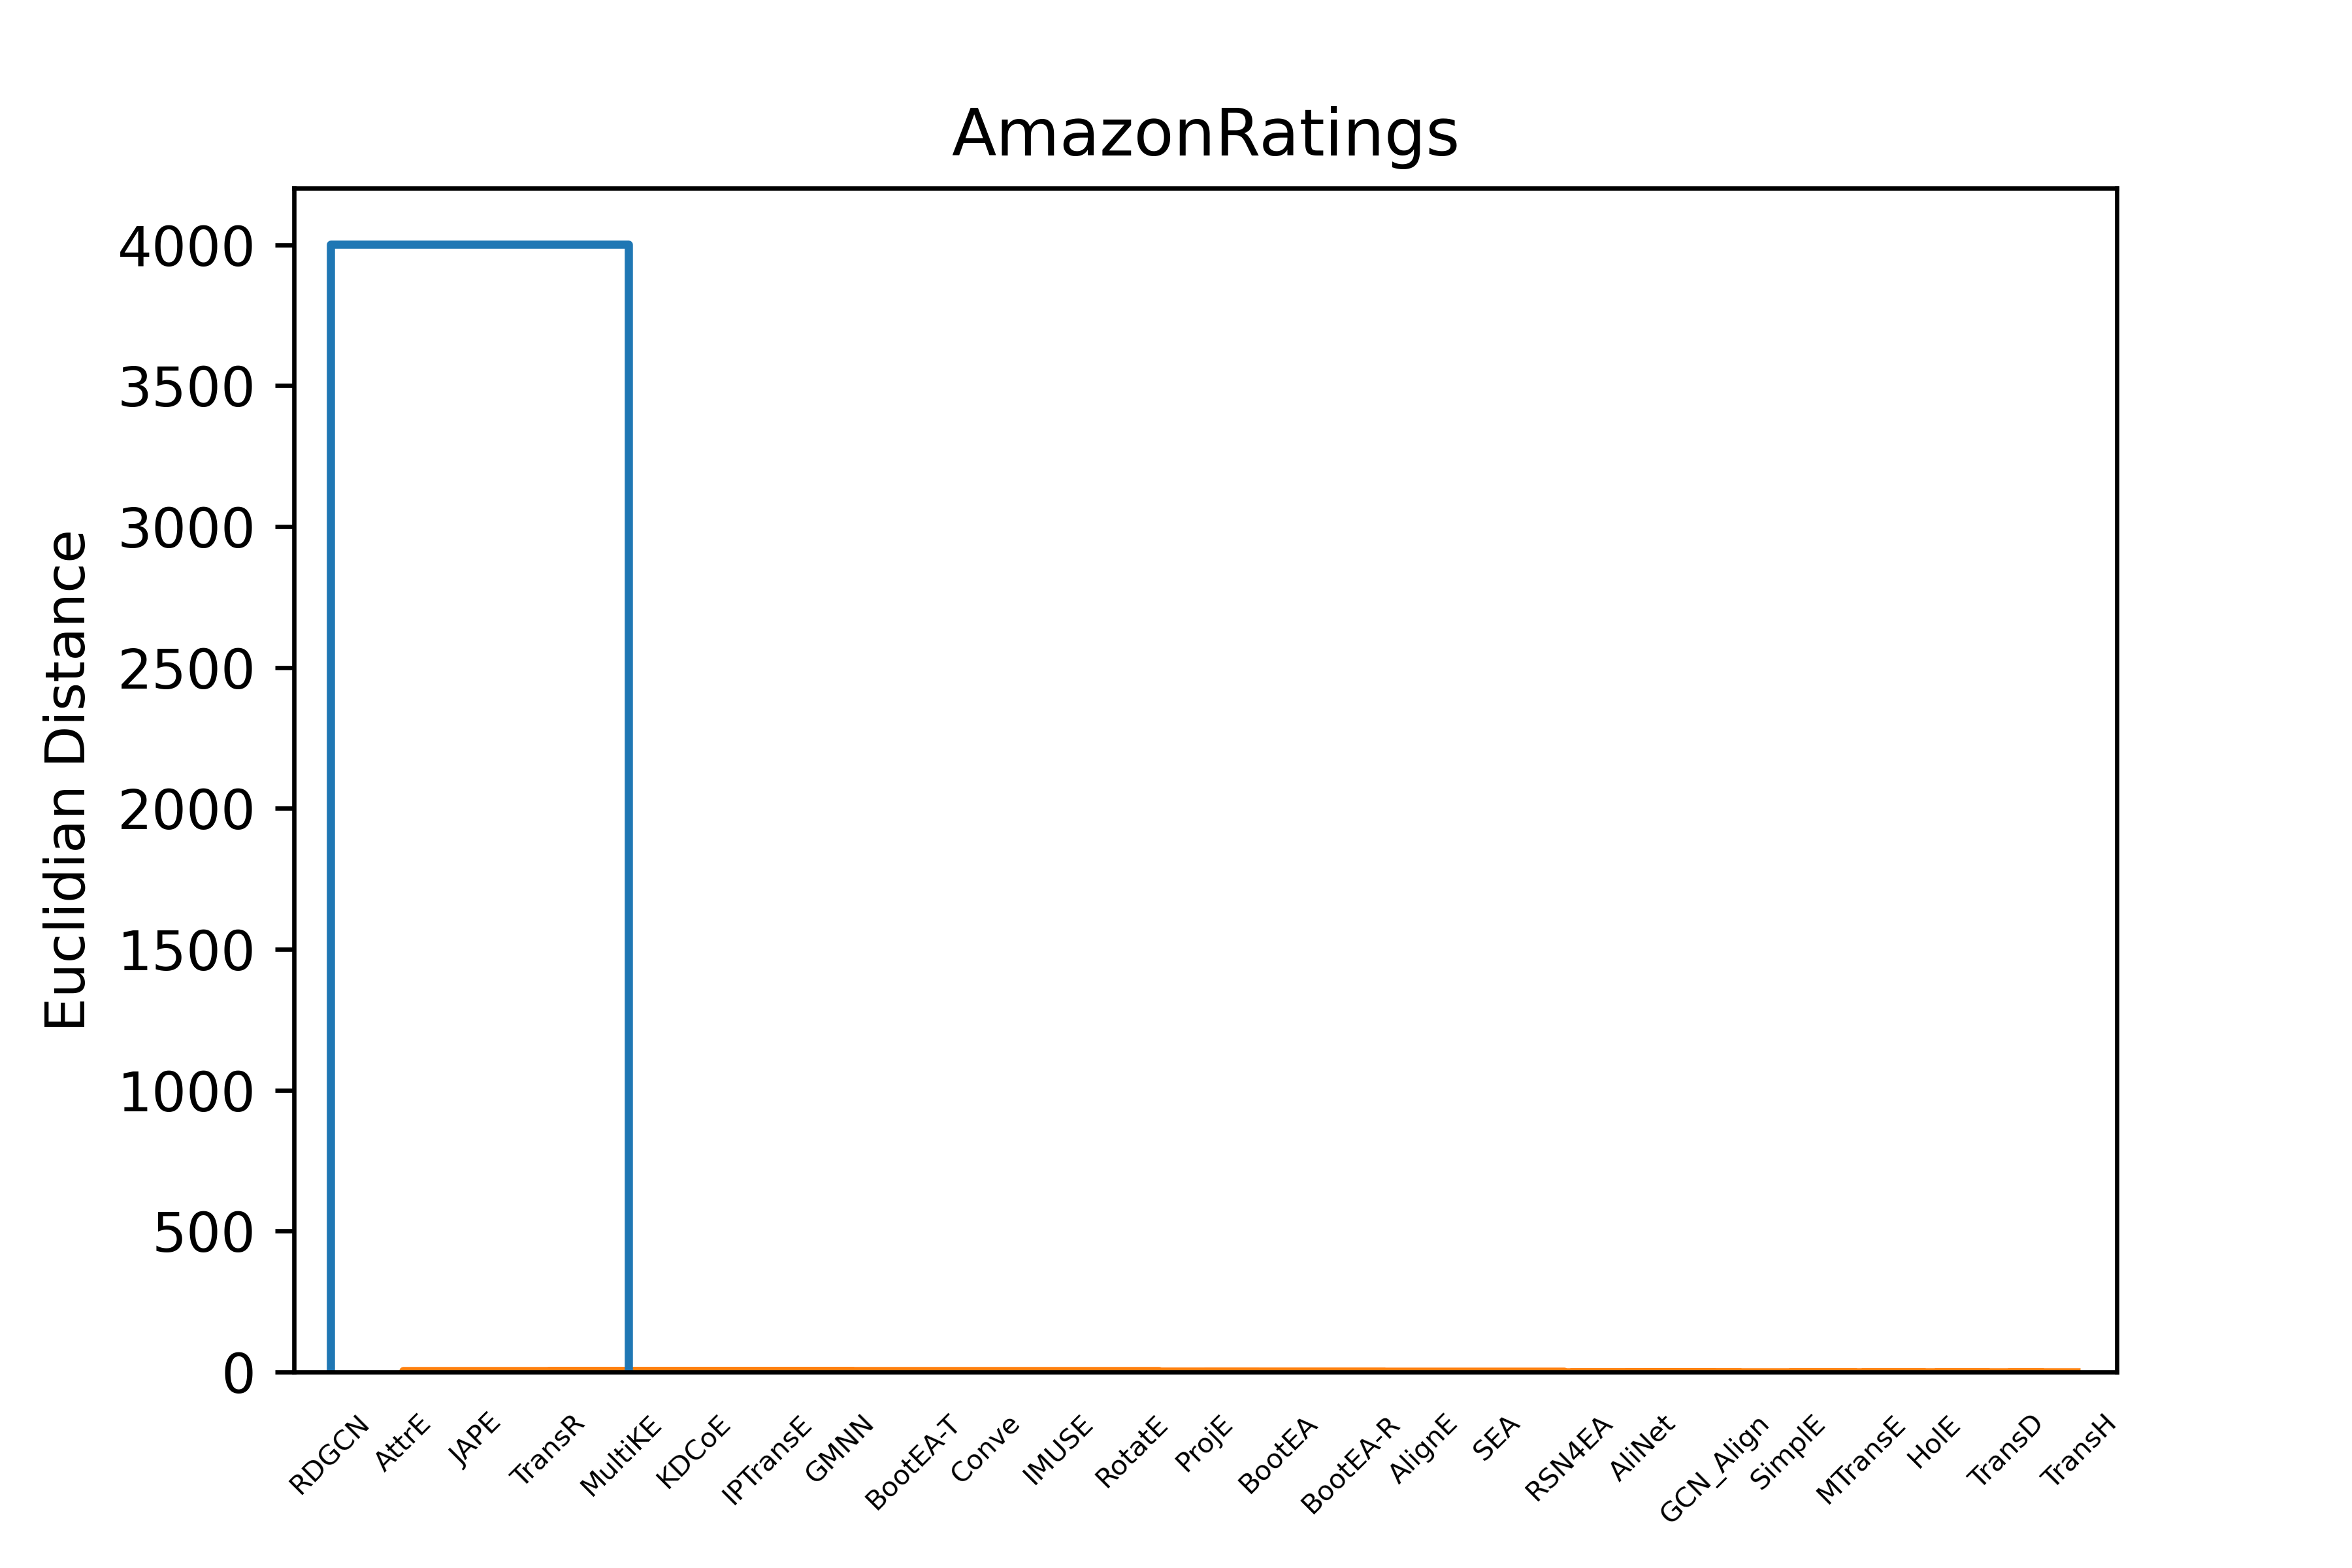 AmazonRatings
Euclidian Distance
4000
3500
3000
2500
2000
1500
1000
500
0
RDGCN
AttrE
JAPE
TransR
MultiKE
KDCoE
IPTransE
GMNN
BootEA-T
Conve
IMUSE
RotatE
ProjE
BootEA
BootEA-R
AlignE
SEA
RSN4EA
AliNet
GCN_Align
SimplE
MTransE
HolE
TransD
TransH